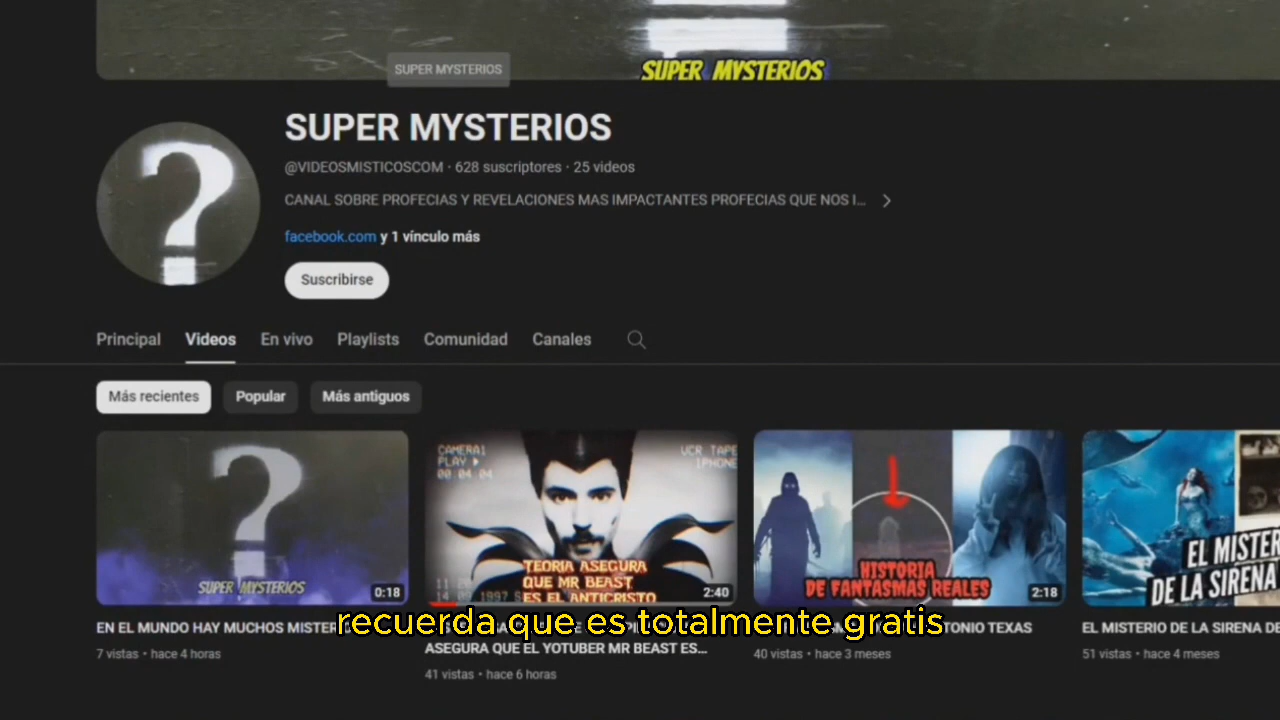 SUPER MYSTERIOS
SUPER MYSTERIOS
SUPER MYSTERIOS
@VIDEOSMISTICOSCOM · 628 suscriptores · 25 videos
CANAL SOBRE PROFECIAS Y REVELACIONES MAS IMPACTANTES PROFECIAS QUE NOS I...
facebook.com y 1 vínculo más
Suscribirse
Principal Videos En vivo Playlists Comunidad Canales
Más recientes Popular Más antiguos
SUPER MYSTERIOS
0:18
CAMERA1
PLAY
00 04 04
VCR TAPE
IPHONE
TEORIA ASEGURA
QUE MR BEAST
ES EL ANTICRISTO
2:40
HISTORIA
DE FANTASMAS REALES
2:18
EL MISTER
DE LA SIRENA
recuerda que es totalmente gratis
EN EL MUNDO HAY MUCHOS
7 vistas • hace 4 horas
ASEGURA QUE EL YOTUBER MR BEAST ES...
41 vistas • hace 6 horas
TEXAS
40 vistas • hace 3 meses
EL MISTERIO DE LA SIRENA
51 vistas • hace 4 meses